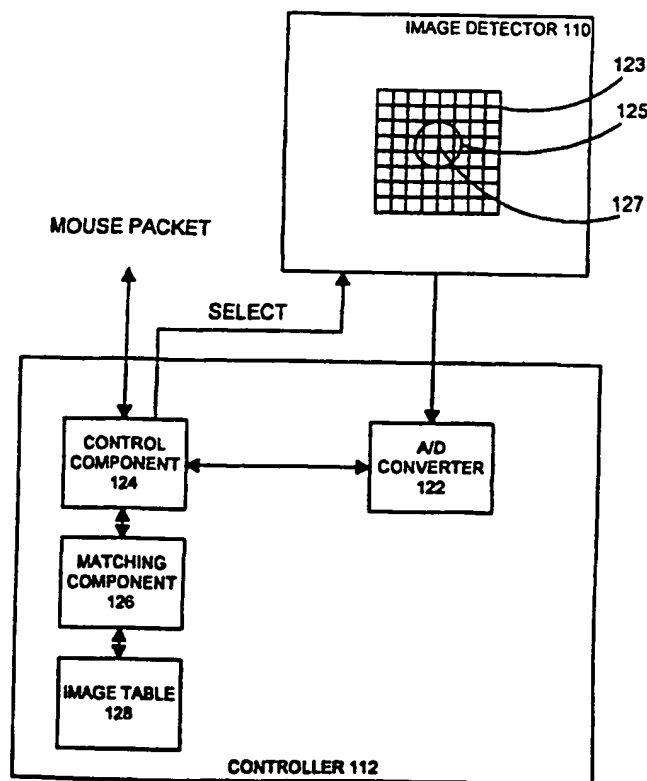 IMAGE DETECTOR 110
123
125
127
MOUSE PACKET
SELECT
CONTROL
COMPONENT
124
A/D
CONVERTER
122
MATCHING
COMPONENT
126
IMAGE TABLE
128
CONTROLLER 112